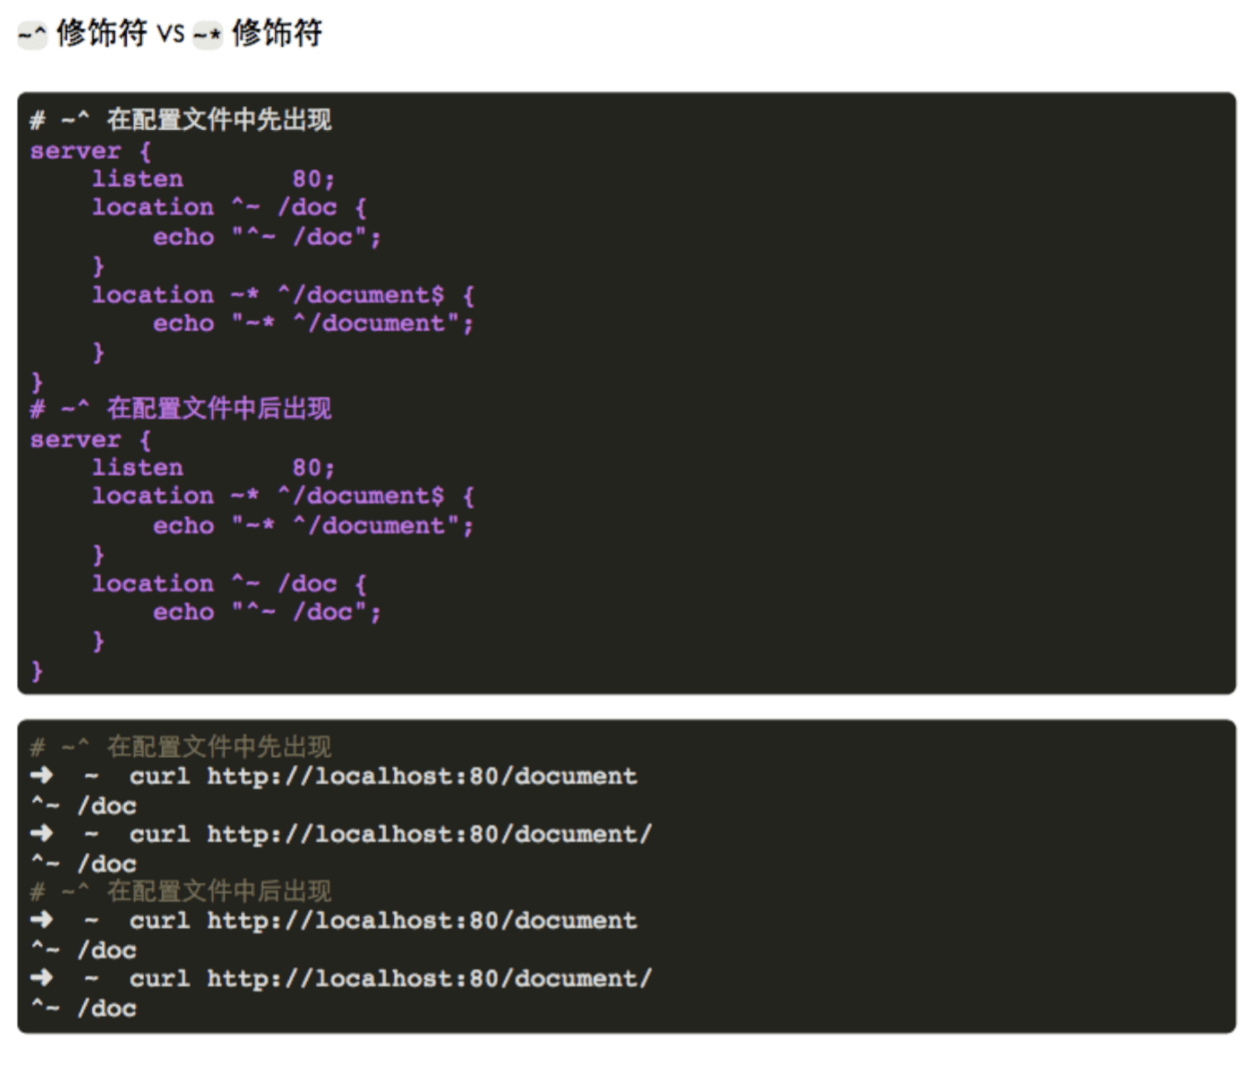 ~^ 修饰符 vs ~* 修饰符
# ~^ 在配置文件中先出现
server {
    listen       80;
    location ^~ /doc {
        echo "^~ /doc";
    }
    location ~* ^/document$ {
        echo "~* ^/document";
    }
}
# ~^ 在配置文件中后出现
server {
    listen       80;
    location ~* ^/document$ {
        echo "~* ^/document";
    }
    location ^~ /doc {
        echo "^~ /doc";
    }
}
# ~^ 在配置文件中先出现
➜  ~  curl http://localhost:80/document
^~ /doc
➜  ~  curl http://localhost:80/document/
^~ /doc
# ~^ 在配置文件中后出现
➜  ~  curl http://localhost:80/document
^~ /doc
➜  ~  curl http://localhost:80/document/
^~ /doc